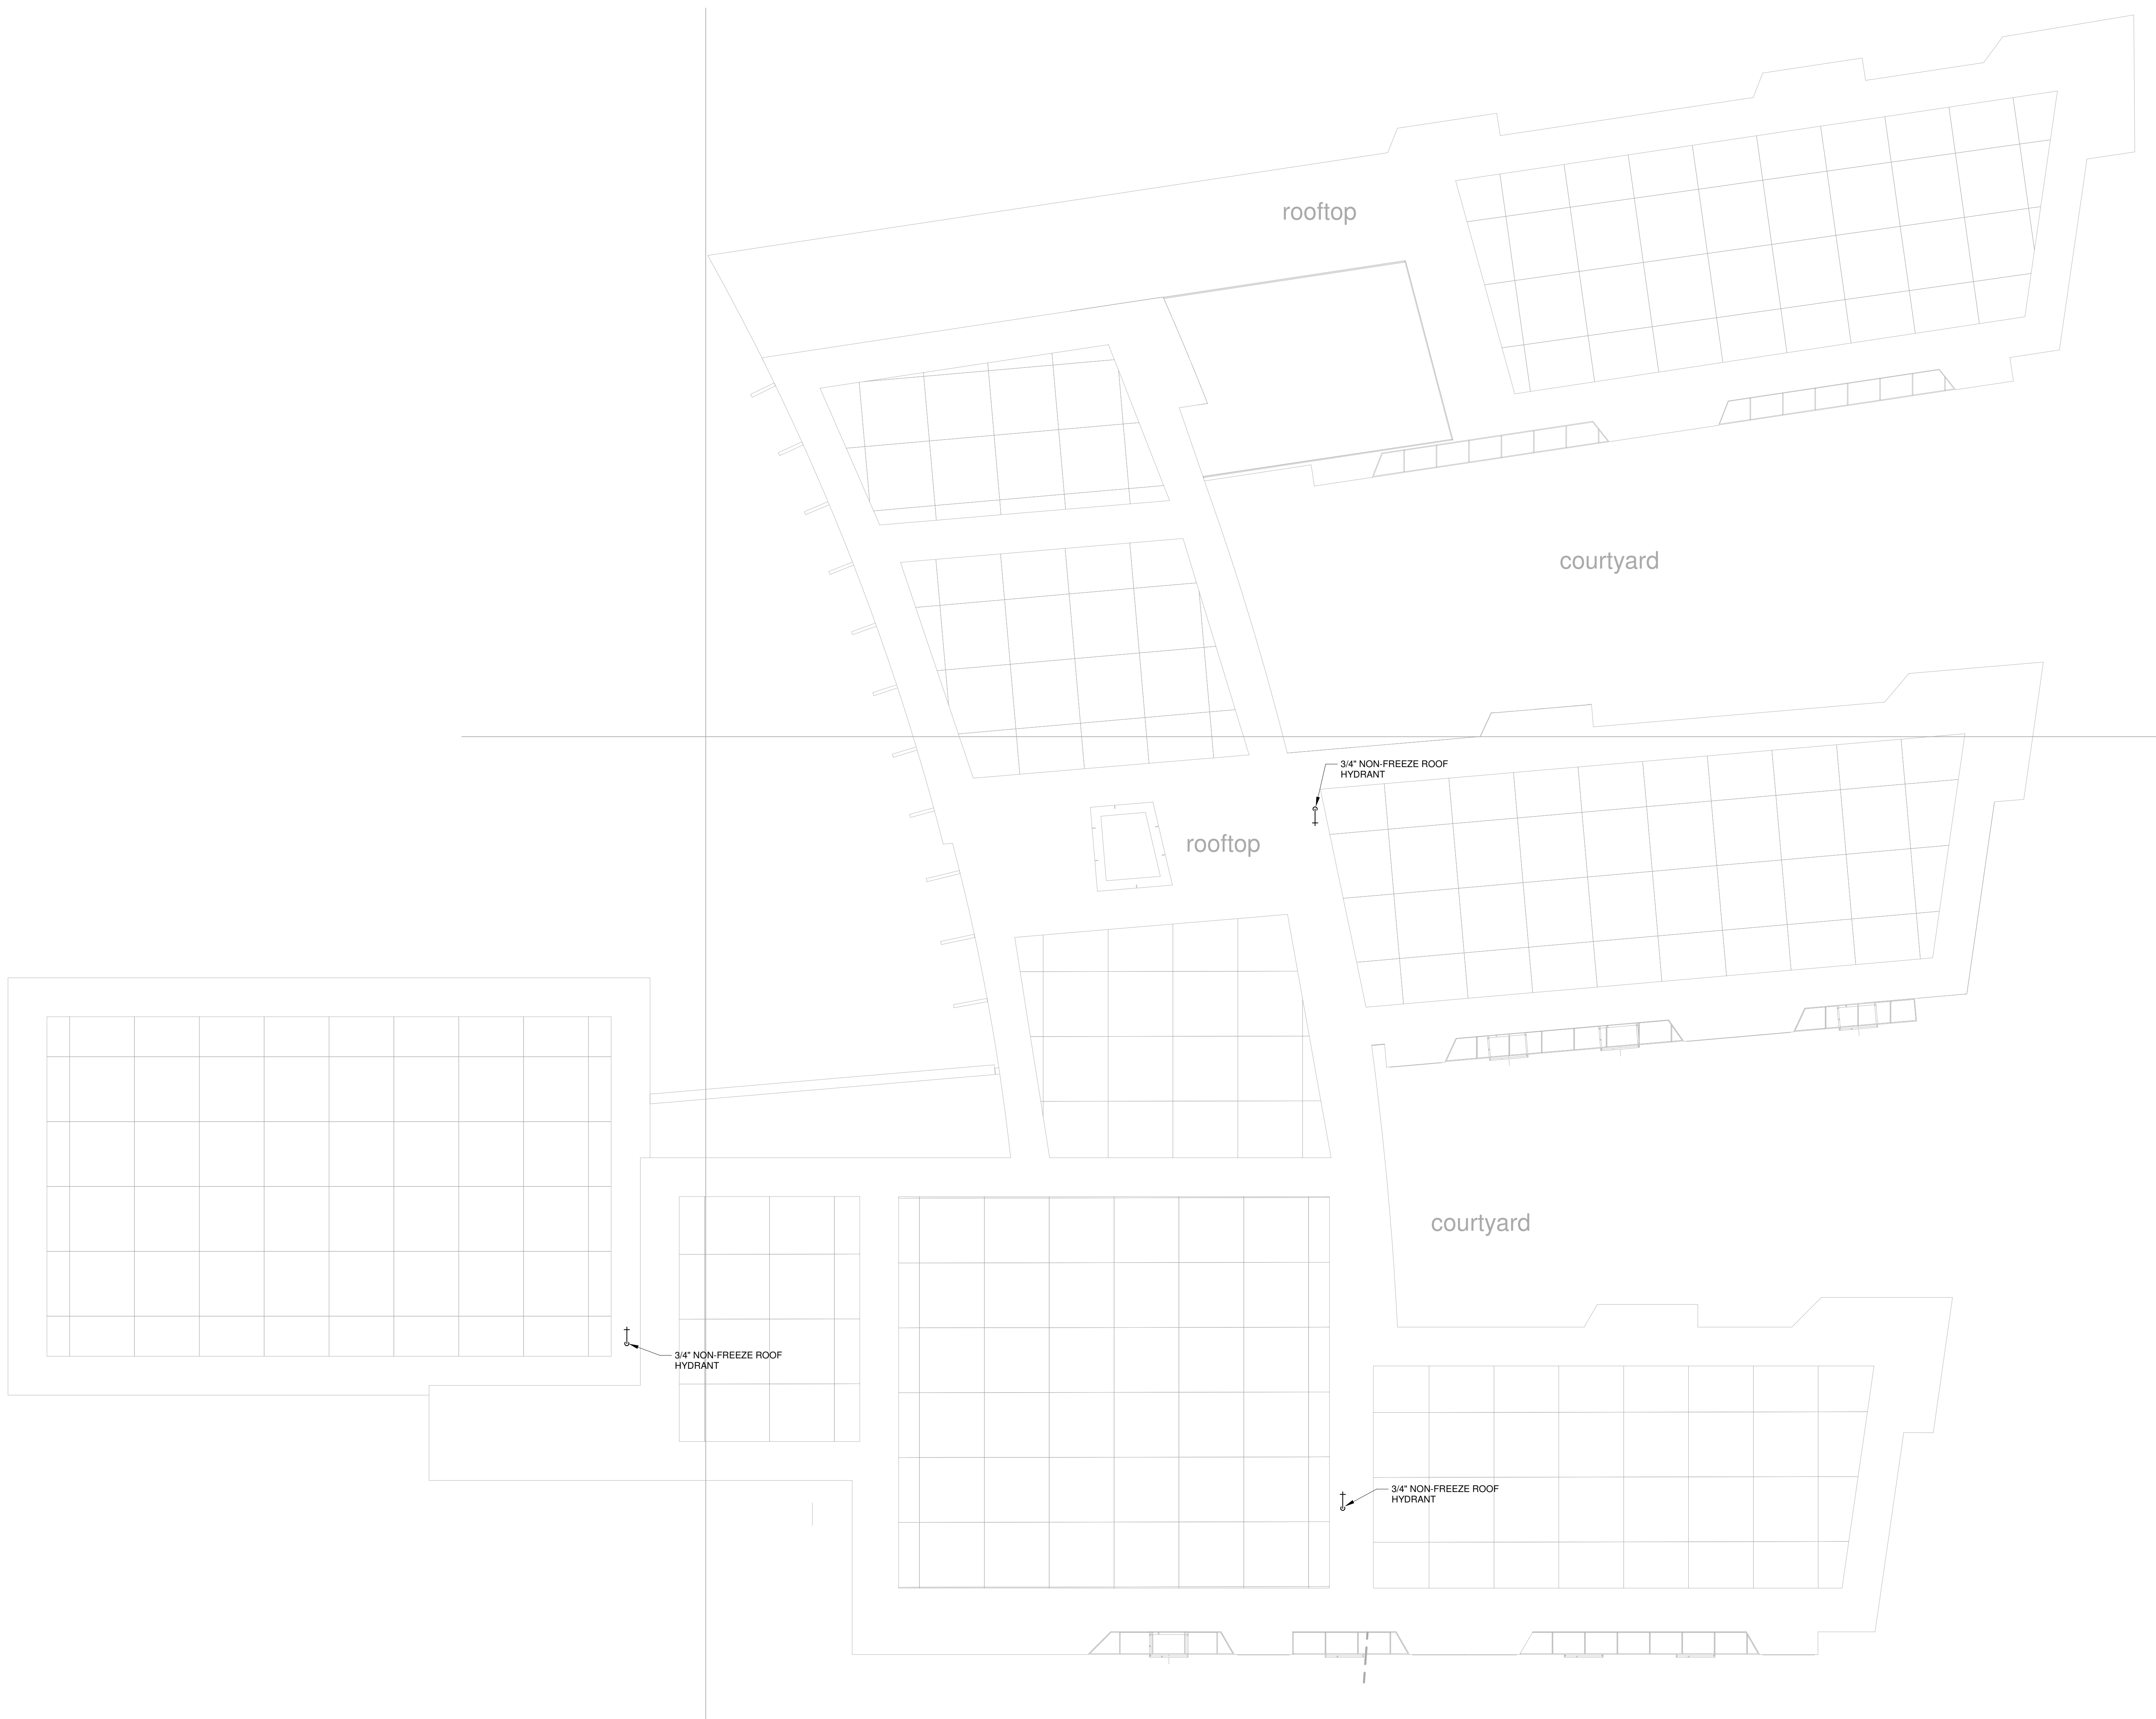 rooftop
courtyard
3/4" NON-FREEZE ROOF
HYDRANT
rooftop
courtyard
3/4" NON-FREEZE ROOF
HYDRANT
3/4" NON-FREEZE ROOF
HYDRANT